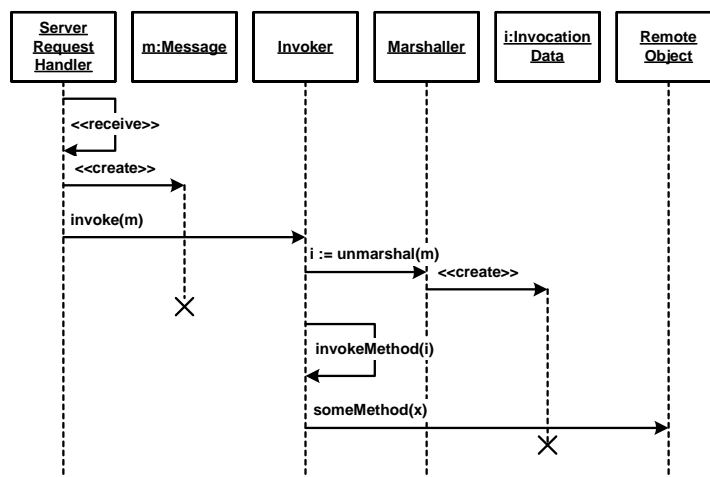 Server
Request
Handler
m:Message
Invoker
Marshaller
i:Invocation
Data
Remote
Object
<<receive>>
<<create>>
invoke(m)
i := unmarshal(m)
<<create>>
invokeMethod(i)
someMethod(x)